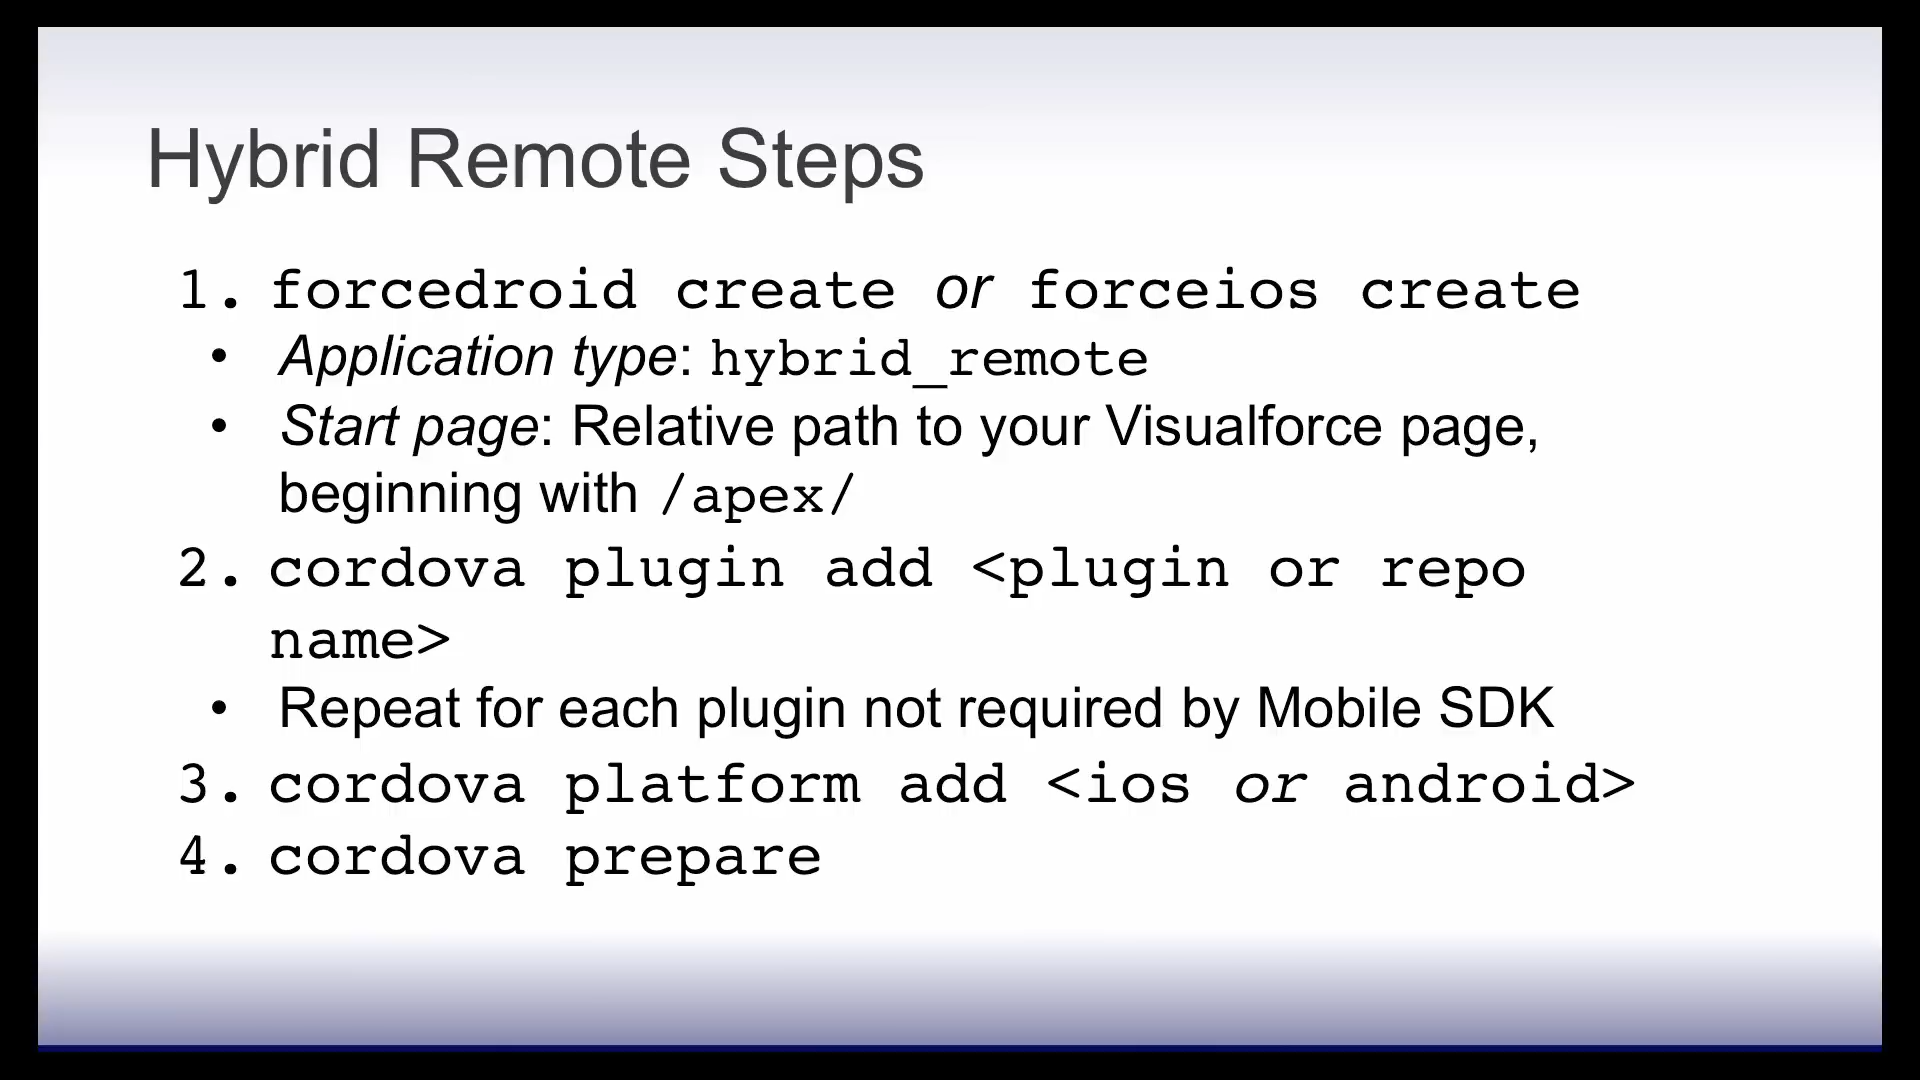 Hybrid Remote Steps
1. forcedroid create or forceios create
• Application type: hybrid_remote
• Start page: Relative path to your Visualforce page,
beginning with /apex/
2. cordova plugin add <plugin or repo
name>
• Repeat for each plugin not required by Mobile SDK
3. cordova platform add <ios or android>
4. cordova prepare